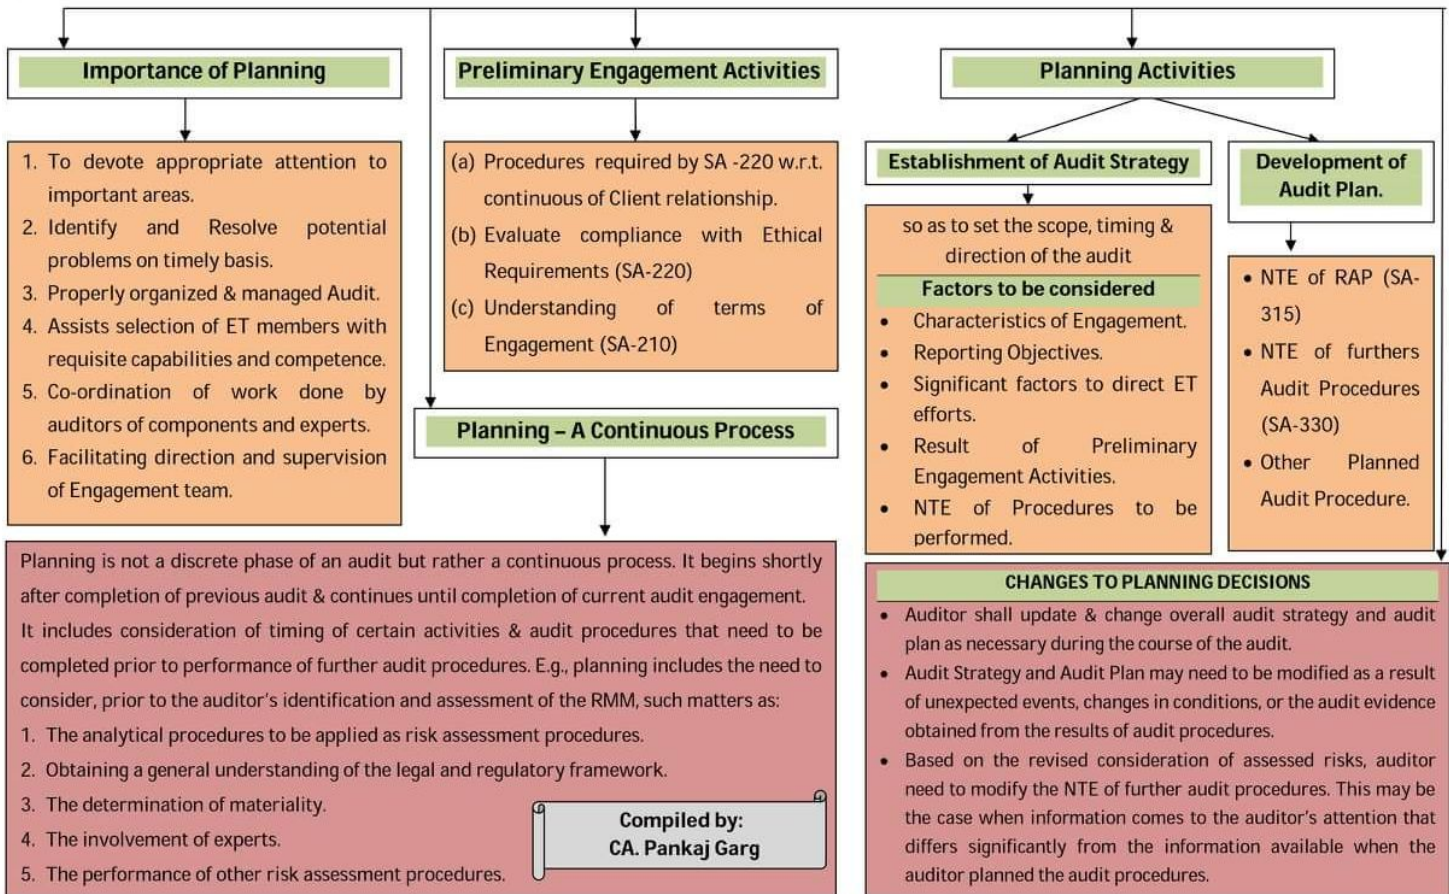 Importance of Planning
1. To devote appropriate attention to
important areas.
2. Identify and Resolve potential
problems on timely basis.
3. Properly organized & managed Audit.
4. Assists selection of ET members with
requisite capabilities and competence.
5. Co-ordination of work done by
auditors of components and experts.
6. Facilitating direction and supervision
of Engagement team.
Preliminary Engagement Activities
(a) Procedures required by SA -220 w.r.t.
continuous of Client relationship.
(b) Evaluate compliance with Ethical
Requirements (SA-220)
(c) Understanding of terms of
Engagement (SA-210)
Planning – A Continuous Process
Planning is not a discrete phase of an audit but rather a continuous process. It begins shortly
after completion of previous audit & continues until completion of current audit engagement.
It includes consideration of timing of certain activities & audit procedures that need to be
completed prior to performance of further audit procedures. E.g., planning includes the need to
consider, prior to the auditor's identification and assessment of the RMM, such matters as:
1. The analytical procedures to be applied as risk assessment procedures.
2. Obtaining a general understanding of the legal and regulatory framework.
3. The determination of materiality.
4. The involvement of experts.
5. The performance of other risk assessment procedures.
Compiled by:
CA. Pankaj Garg
Planning Activities
Establishment of Audit Strategy
so as to set the scope, timing &
direction of the audit
Factors to be considered
• Characteristics of Engagement.
• Reporting Objectives.
• Significant factors to direct ET
efforts.
• Result of Preliminary
Engagement Activities.
• NTE of Procedures to be
performed.
Development of
Audit Plan.
• NTE of RAP (SA-
315)
• NTE of furthers
Audit Procedures
(SA-330)
• Other Planned
Audit Procedure.
CHANGES TO PLANNING DECISIONS
• Auditor shall update & change overall audit strategy and audit
plan as necessary during the course of the audit.
• Audit Strategy and Audit Plan may need to be modified as a result
of unexpected events, changes in conditions, or the audit evidence
obtained from the results of audit procedures.
• Based on the revised consideration of assessed risks, auditor
need to modify the NTE of further audit procedures. This may be
the case when information comes to the auditor's attention that
differs significantly from the information available when the
auditor planned the audit procedures.